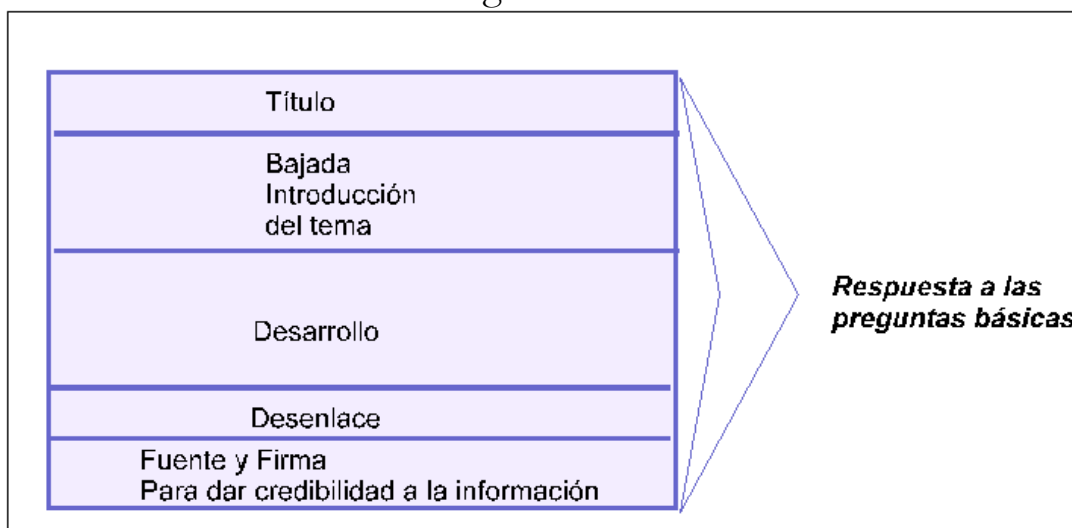 Título
Bajada
Introducción
del tema
Desarrollo
Respuesta a las
preguntas básicas
Desenlace
Fuente y Firma
Para dar credibilidad a la información